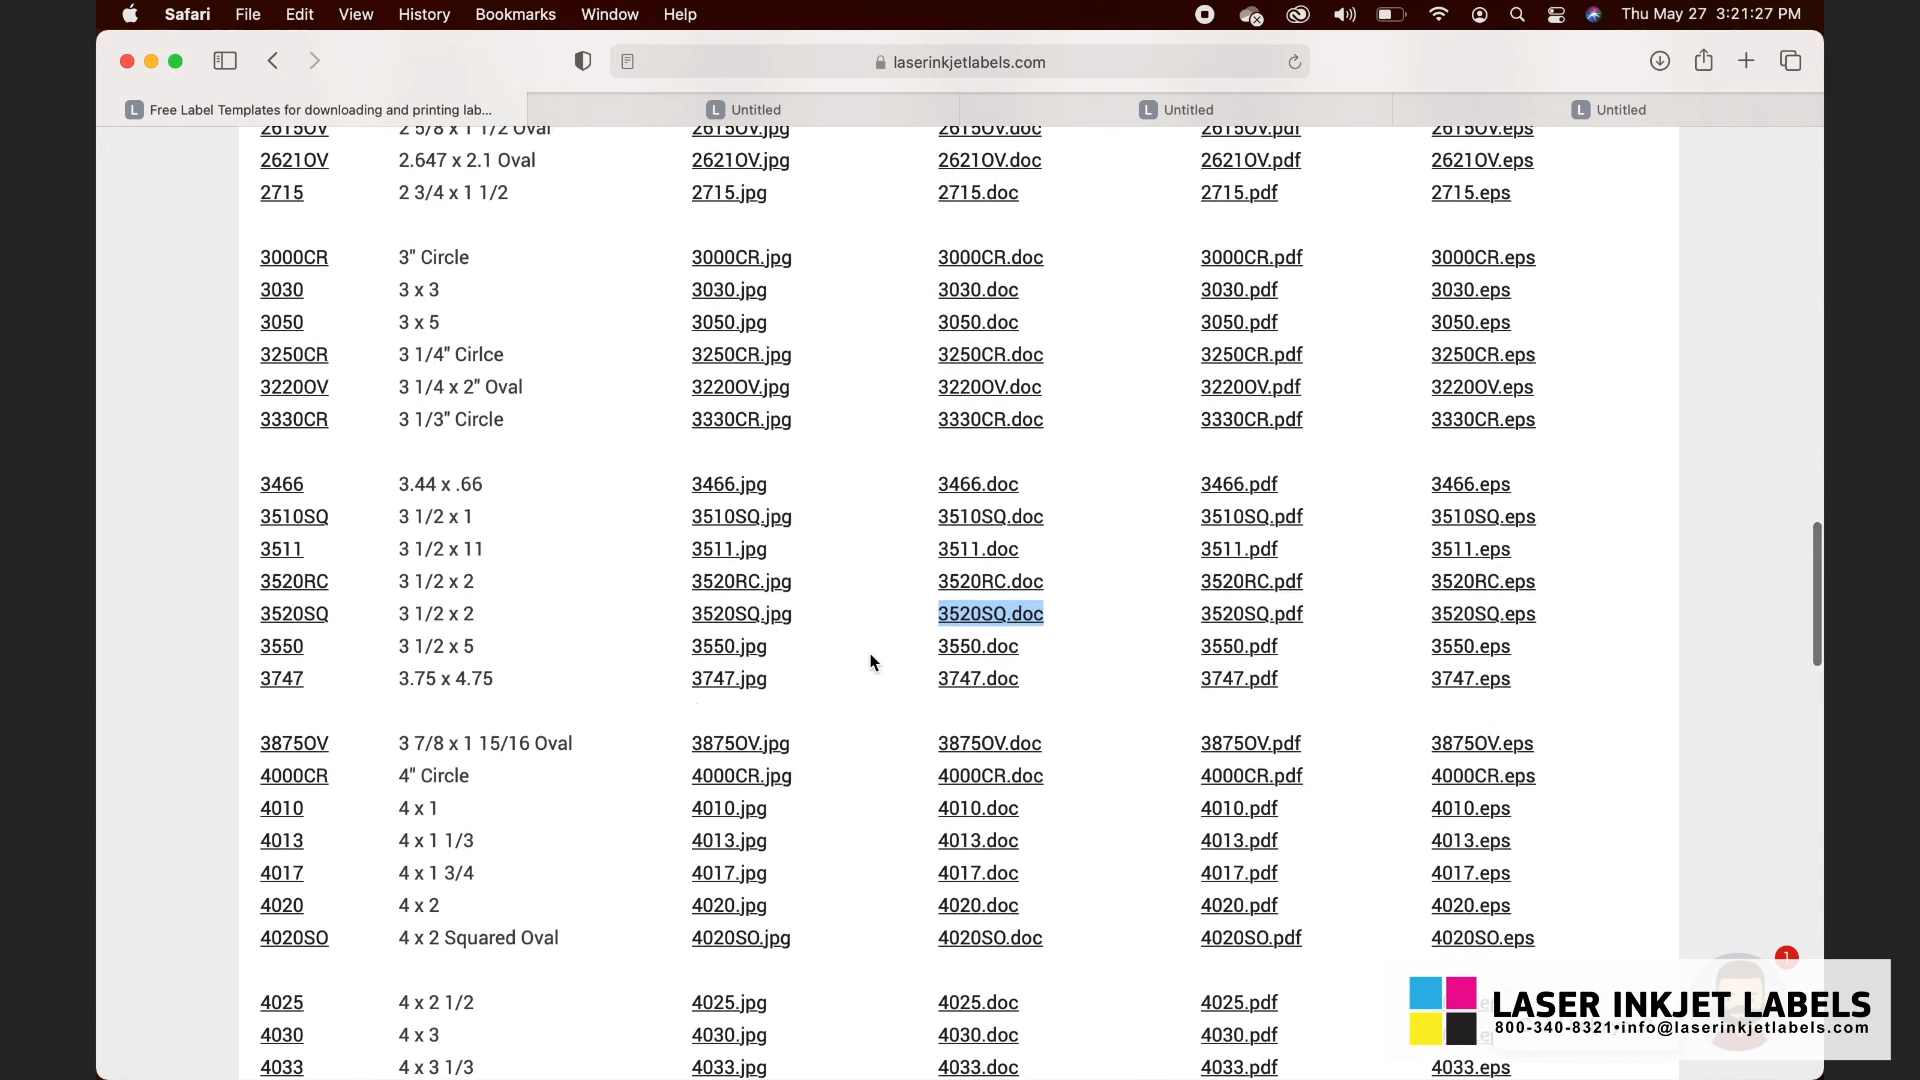 Safari File Edit View History Bookmarks Window Help Thu May 27 3:21:27 PM
laserinkjetlabels.com
L Free Label Templates for downloading and printing lab... L Untitled L Untitled L Untitled
2615OV 2 5/8 x 1 1/2 Oval 2615OV.jpg 2615OV.doc 2615OV.pdf 2615OV.eps
2621OV 2.647 x 2.1 Oval 2621OV.jpg 2621OV.doc 2621OV.pdf 2621OV.eps
2715 2 3/4 x 1 1/2 2715.jpg 2715.doc 2715.pdf 2715.eps
3000CR 3" Circle 3000CR.jpg 3000CR.doc 3000CR.pdf 3000CR.eps
3030 3 x 3 3030.jpg 3030.doc 3030.pdf 3030.eps
3050 3 x 5 3050.jpg 3050.doc 3050.pdf 3050.eps
3250CR 3 1/4" Cirlce 3250CR.jpg 3250CR.doc 3250CR.pdf 3250CR.eps
3220OV 3 1/4 x 2" Oval 3220OV.jpg 3220OV.doc 3220OV.pdf 3220OV.eps
3330CR 3 1/3" Circle 3330CR.jpg 3330CR.doc 3330CR.pdf 3330CR.eps
3466 3.44 x .66 3466.jpg 3466.doc 3466.pdf 3466.eps
3510SQ 3 1/2 x 1 3510SQ.jpg 3510SQ.doc 3510SQ.pdf 3510SQ.eps
3511 3 1/2 x 11 3511.jpg 3511.doc 3511.pdf 3511.eps
3520RC 3 1/2 x 2 3520RC.jpg 3520RC.doc 3520RC.pdf 3520RC.eps
3520SQ 3 1/2 x 2 3520SQ.jpg 3520SQ.doc 3520SQ.pdf 3520SQ.eps
3550 3 1/2 x 5 3550.jpg 3550.doc 3550.pdf 3550.eps
3747 3.75 x 4.75 3747.jpg 3747.doc 3747.pdf 3747.eps
3875OV 3 7/8 x 1 15/16 Oval 3875OV.jpg 3875OV.doc 3875OV.pdf 3875OV.eps
4000CR 4" Circle 4000CR.jpg 4000CR.doc 4000CR.pdf 4000CR.eps
4010 4 x 1 4010.jpg 4010.doc 4010.pdf 4010.eps
4013 4 x 1 1/3 4013.jpg 4013.doc 4013.pdf 4013.eps
4017 4 x 1 3/4 4017.jpg 4017.doc 4017.pdf 4017.eps
4020 4 x 2 4020.jpg 4020.doc 4020.pdf 4020.eps
4020SO 4 x 2 Squared Oval 4020SO.jpg 4020SO.doc 4020SO.pdf 4020SO.eps
1
4025 4 x 2 1/2 4025.jpg 4025.doc 4025.pdf
LASER INKJET LABELS
800-340-8321•info@laserinkjetlabels.com
4030 4 x 3 4030.jpg 4030.doc 4030.pdf
4033 4 x 3 1/3 4033.jpg 4033.doc 4033.pdf 4033.eps